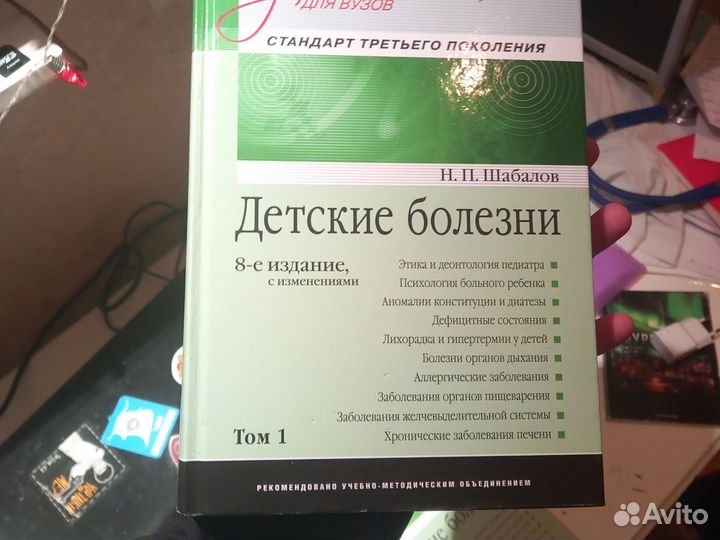 ДЛЯ ВУЗОВ
СТАНДАРТ ТРЕТЬЕГО ПОКОЛЕНИЯ
Н. П. Шабалов
Детские болезни
8-е издание,
с изменениями
Этика и деонтология педиатра
Психология больного ребенка
Аномалии конституции и диатезы
Дефицитные состояния
Лихорадка и гипертермии у детей
Болезни органов дыхания
Аллергические заболевания
Заболевания органов пищеварения
Заболевания желчевыделительной системы
Хронические заболевания печени
Том 1
РЕКОМЕНДОВАНО УЧЕБНО-МЕТОДИЧЕСКИМ ОБЪЕДИНЕНИЕМ
Avito